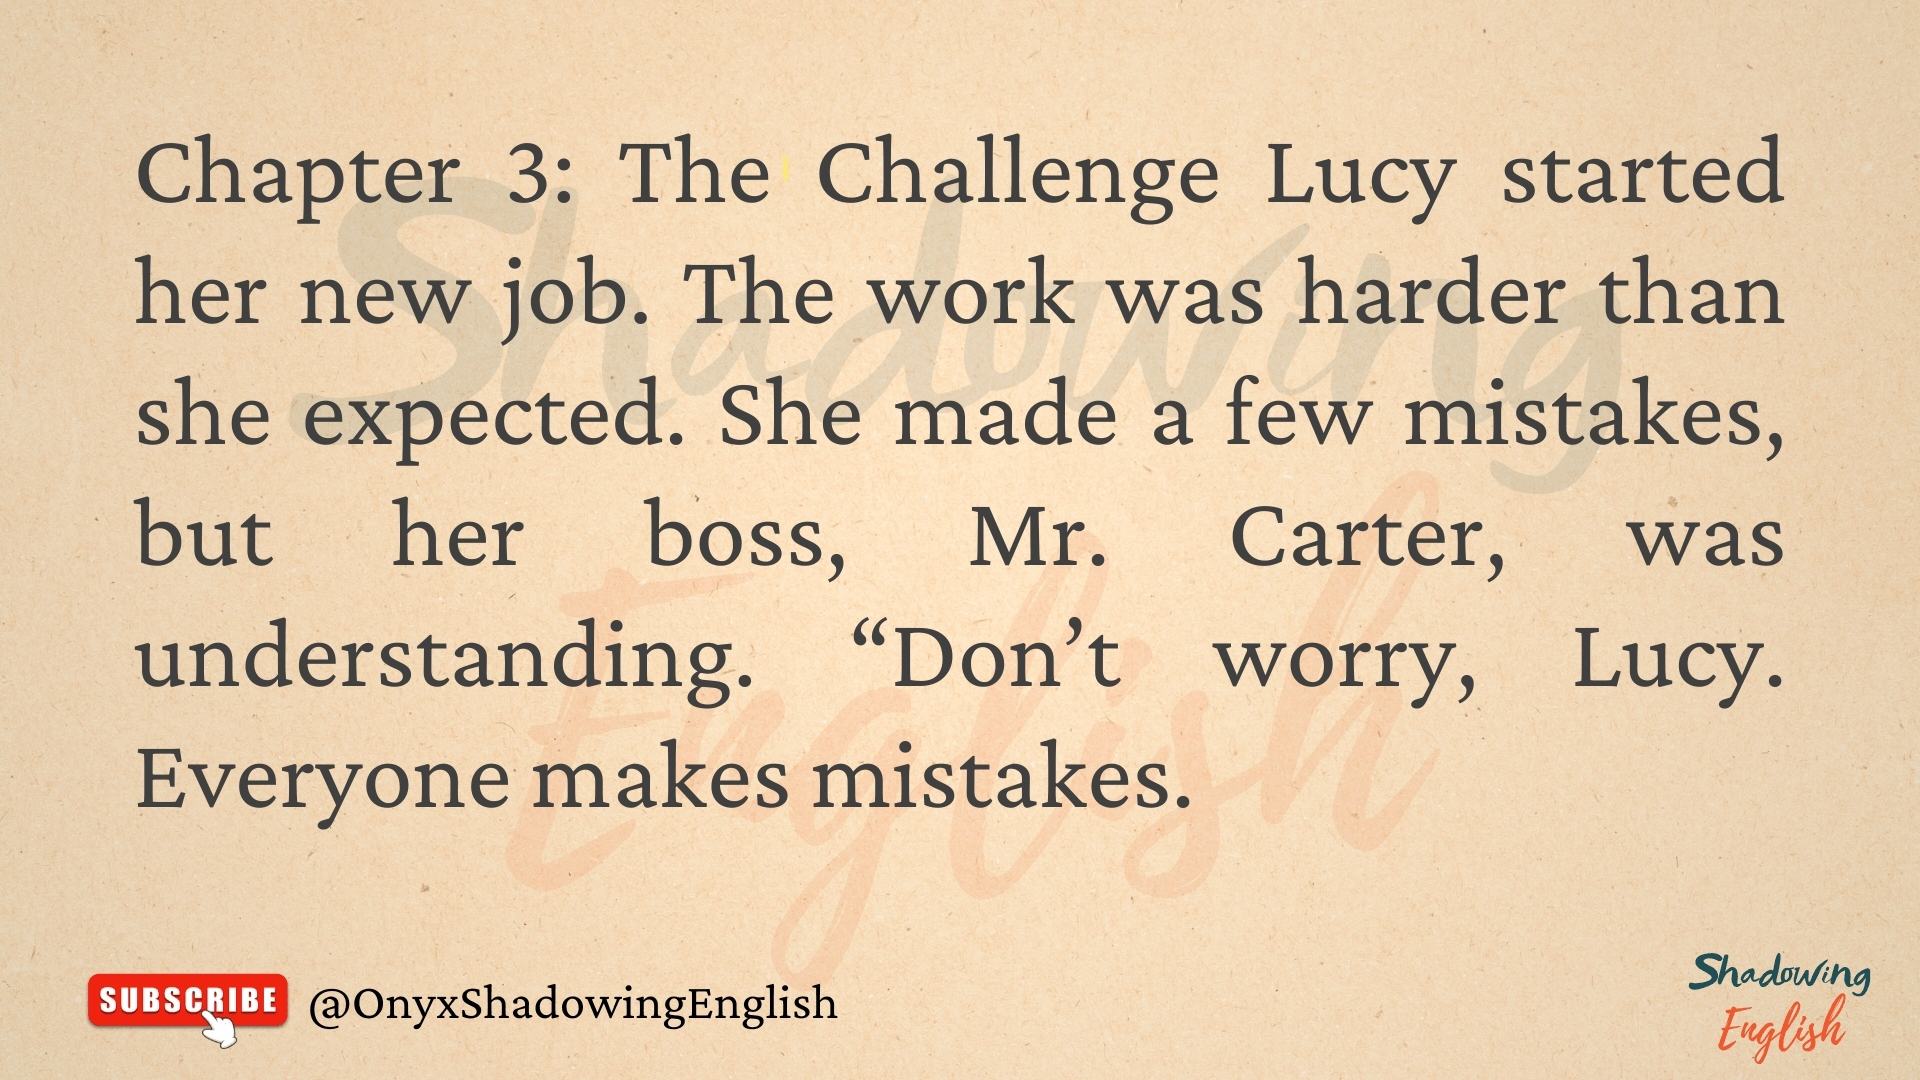 Chapter 3: The Challenge Lucy started
her new job. The work was harder than
she expected. She made a few mistakes,
but her boss, Mr. Carter, was
understanding. “Don’t worry, Lucy.
Everyone makes mistakes.
Shadowing
English
SUBSCRIBE @OnyxShadowingEnglish
Shadowing
English